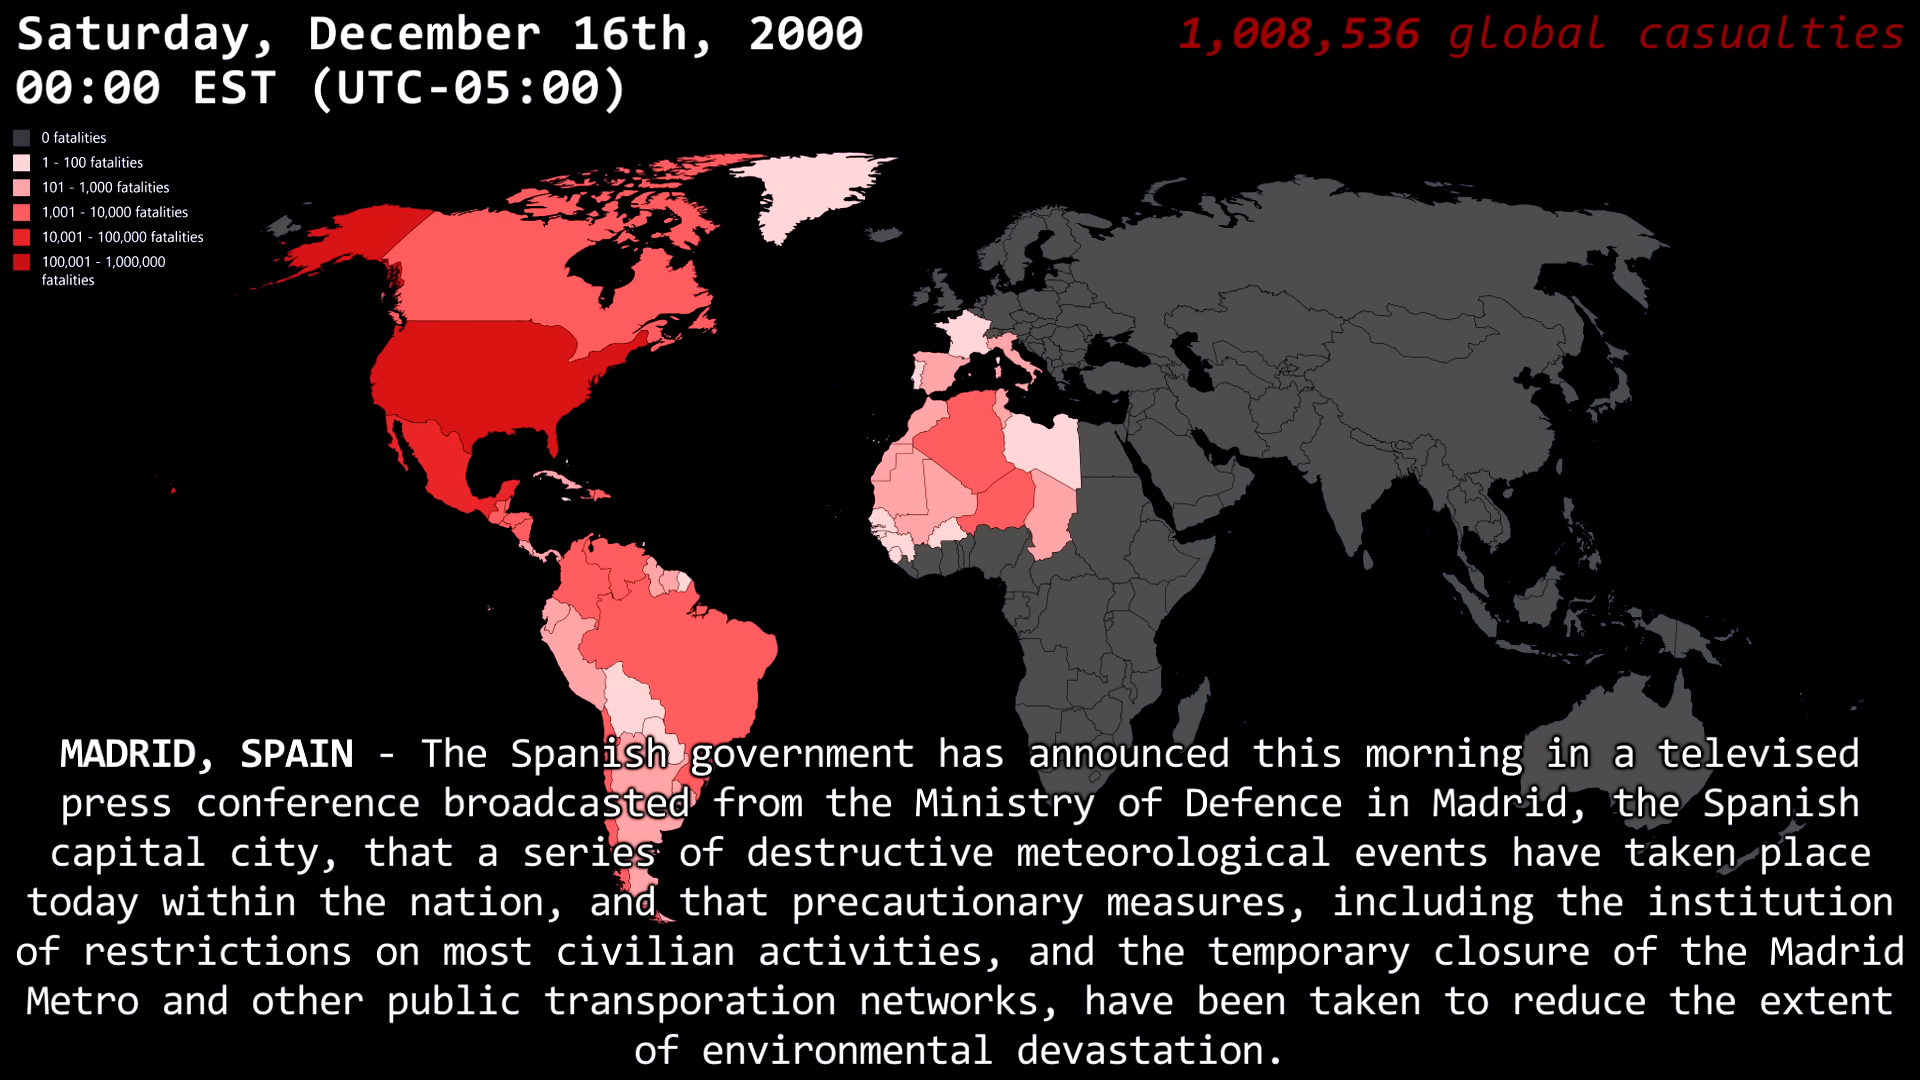 Saturday, December 16th, 2000
00:00 EST (UTC-05:00)
1,008,536 global casualties
0 fatalities
1 - 100 fatalities
101 - 1,000 fatalities
1,001 - 10,000 fatalities
10,001 - 100,000 fatalities
100,001 - 1,000,000
fatalities
MADRID, SPAIN - The Spanish government has announced this morning in a televised
press conference broadcasted from the Ministry of Defence in Madrid, the Spanish
capital city, that a series of destructive meteorological events have taken place
today within the nation, and that precautionary measures, including the institution
of restrictions on most civilian activities, and the temporary closure of the Madrid
Metro and other public transporation networks, have been taken to reduce the extent
of environmental devastation.